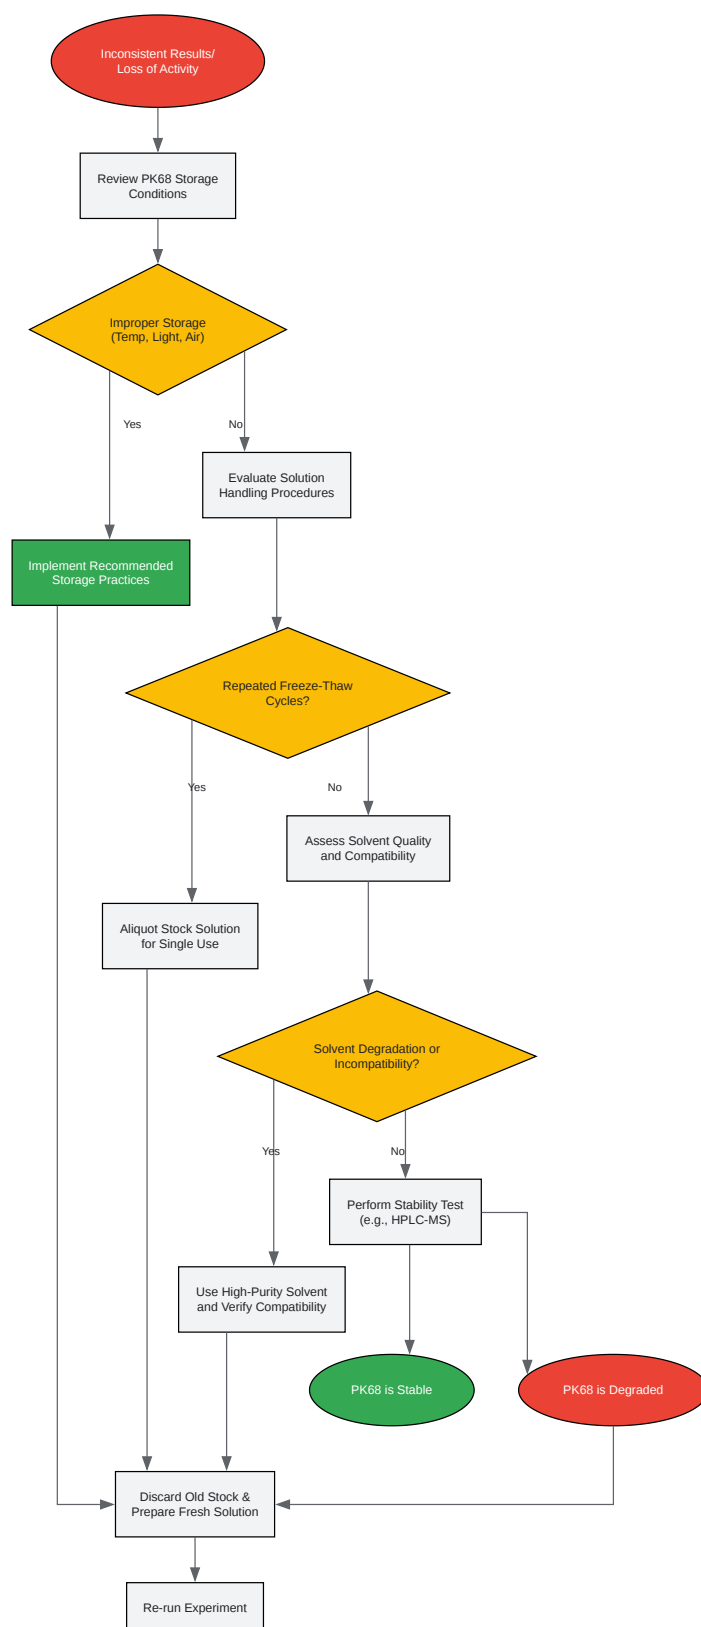 Inconsistent Results/
Loss of Activity
Review PK68 Storage
Conditions
Improper Storage
(Temp, Light, Air)
Yes
No
Evaluate Solution
Handling Procedures
Implement Recommended
Storage Practices
Repeated Freeze-Thaw
Cycles?
Yes
No
Assess Solvent Quality
and Compatibility
Aliquot Stock Solution
for Single Use
Solvent Degradation or
Incompatibility?
Yes
No
Perform Stability Test
(e.g., HPLC-MS)
Use High-Purity Solvent
and Verify Compatibility
PK68 is Stable
PK68 is Degraded
Discard Old Stock &
Prepare Fresh Solution
Re-run Experiment